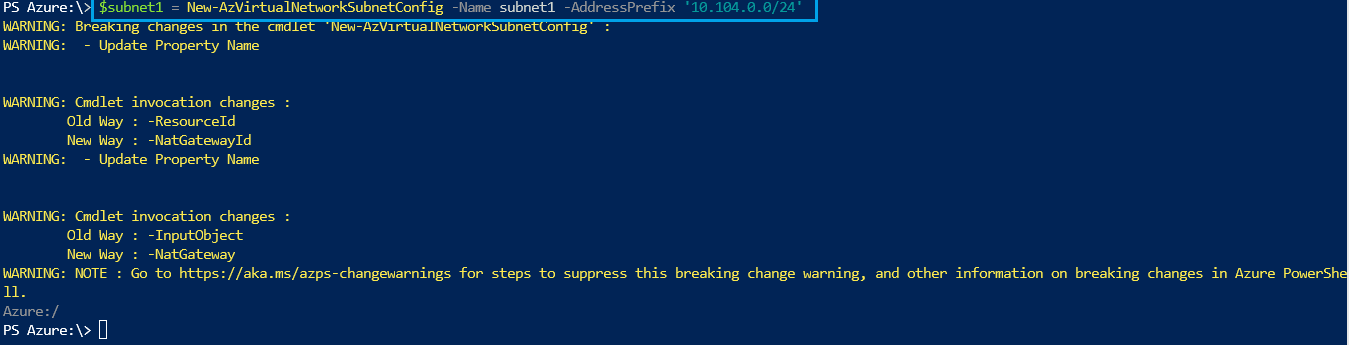 PS Azure:\> $subnet1 = New-AzVirtualNetworkSubnetConfig -Name subnet1 -AddressPrefix '10.104.0.0/24'
WARNING: Breaking changes in the cmdlet 'New-AzVirtualNetworkSubnetConfig' :
WARNING:  - Update Property Name
WARNING: Cmdlet invocation changes :
        Old Way : -ResourceId
        New Way : -NatGatewayId
WARNING:  - Update Property Name
WARNING: Cmdlet invocation changes :
        Old Way : -InputObject
        New Way : -NatGateway
WARNING: NOTE : Go to https://aka.ms/azps-changewarnings for steps to suppress this breaking change warning, and other information on breaking changes in Azure PowerShe
ll.
Azure:/
PS Azure:\>